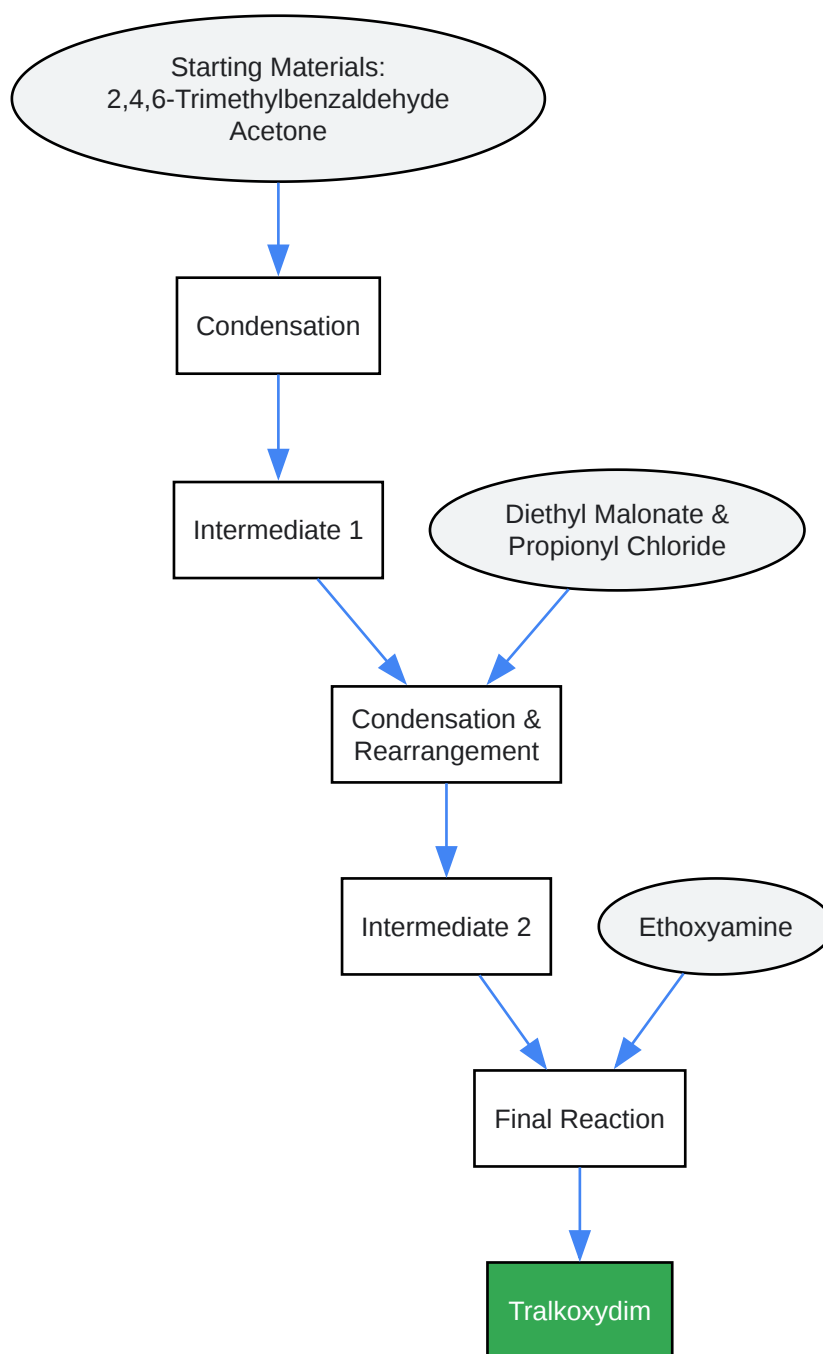 Starting Materials:
2,4,6-Trimethylbenzaldehyde
Acetone
Condensation
Intermediate 1
Diethyl Malonate &
Propionyl Chloride
Condensation &
Rearrangement
Intermediate 2
Ethoxyamine
Final Reaction
Tralkoxydim